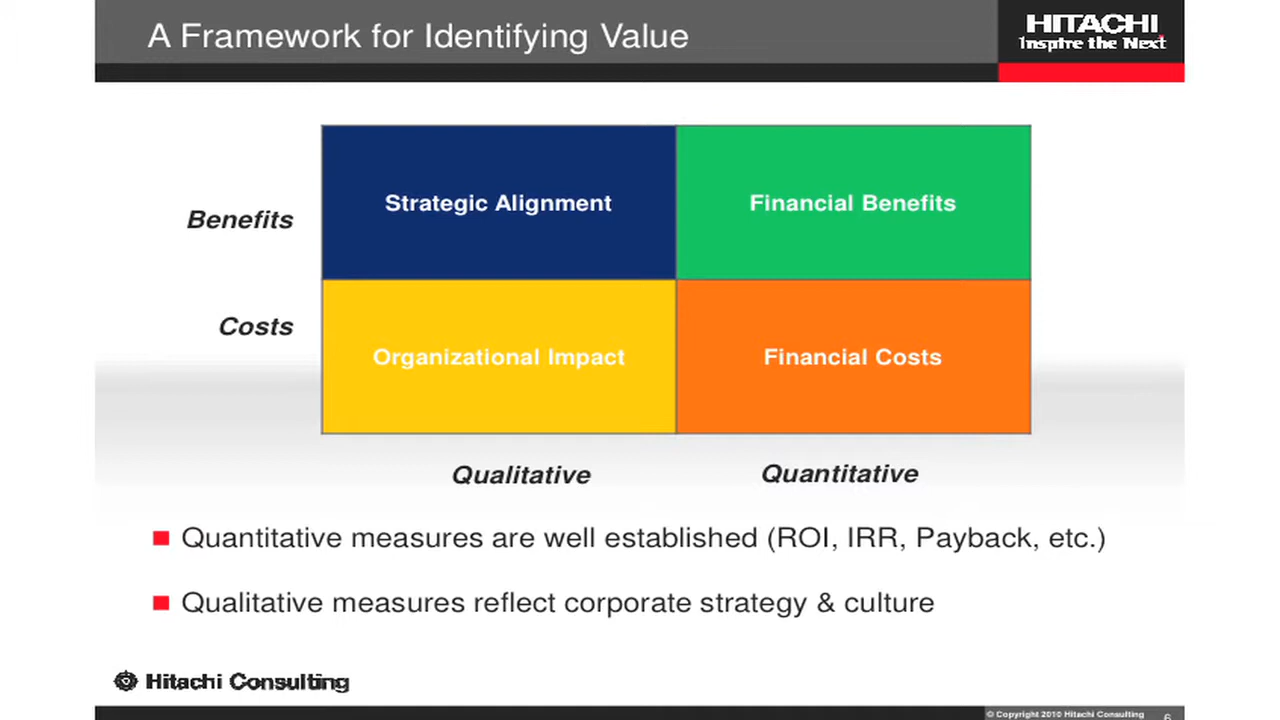 A Framework for Identifying Value
HITACHI
Inspire the Next
Benefits
Strategic Alignment
Financial Benefits
Costs
Organizational Impact
Financial Costs
Qualitative
Quantitative
Quantitative measures are well established (ROI, IRR, Payback, etc.)
Qualitative measures reflect corporate strategy & culture
Hitachi Consulting
© Copyright 2010 Hitachi Consulting
6